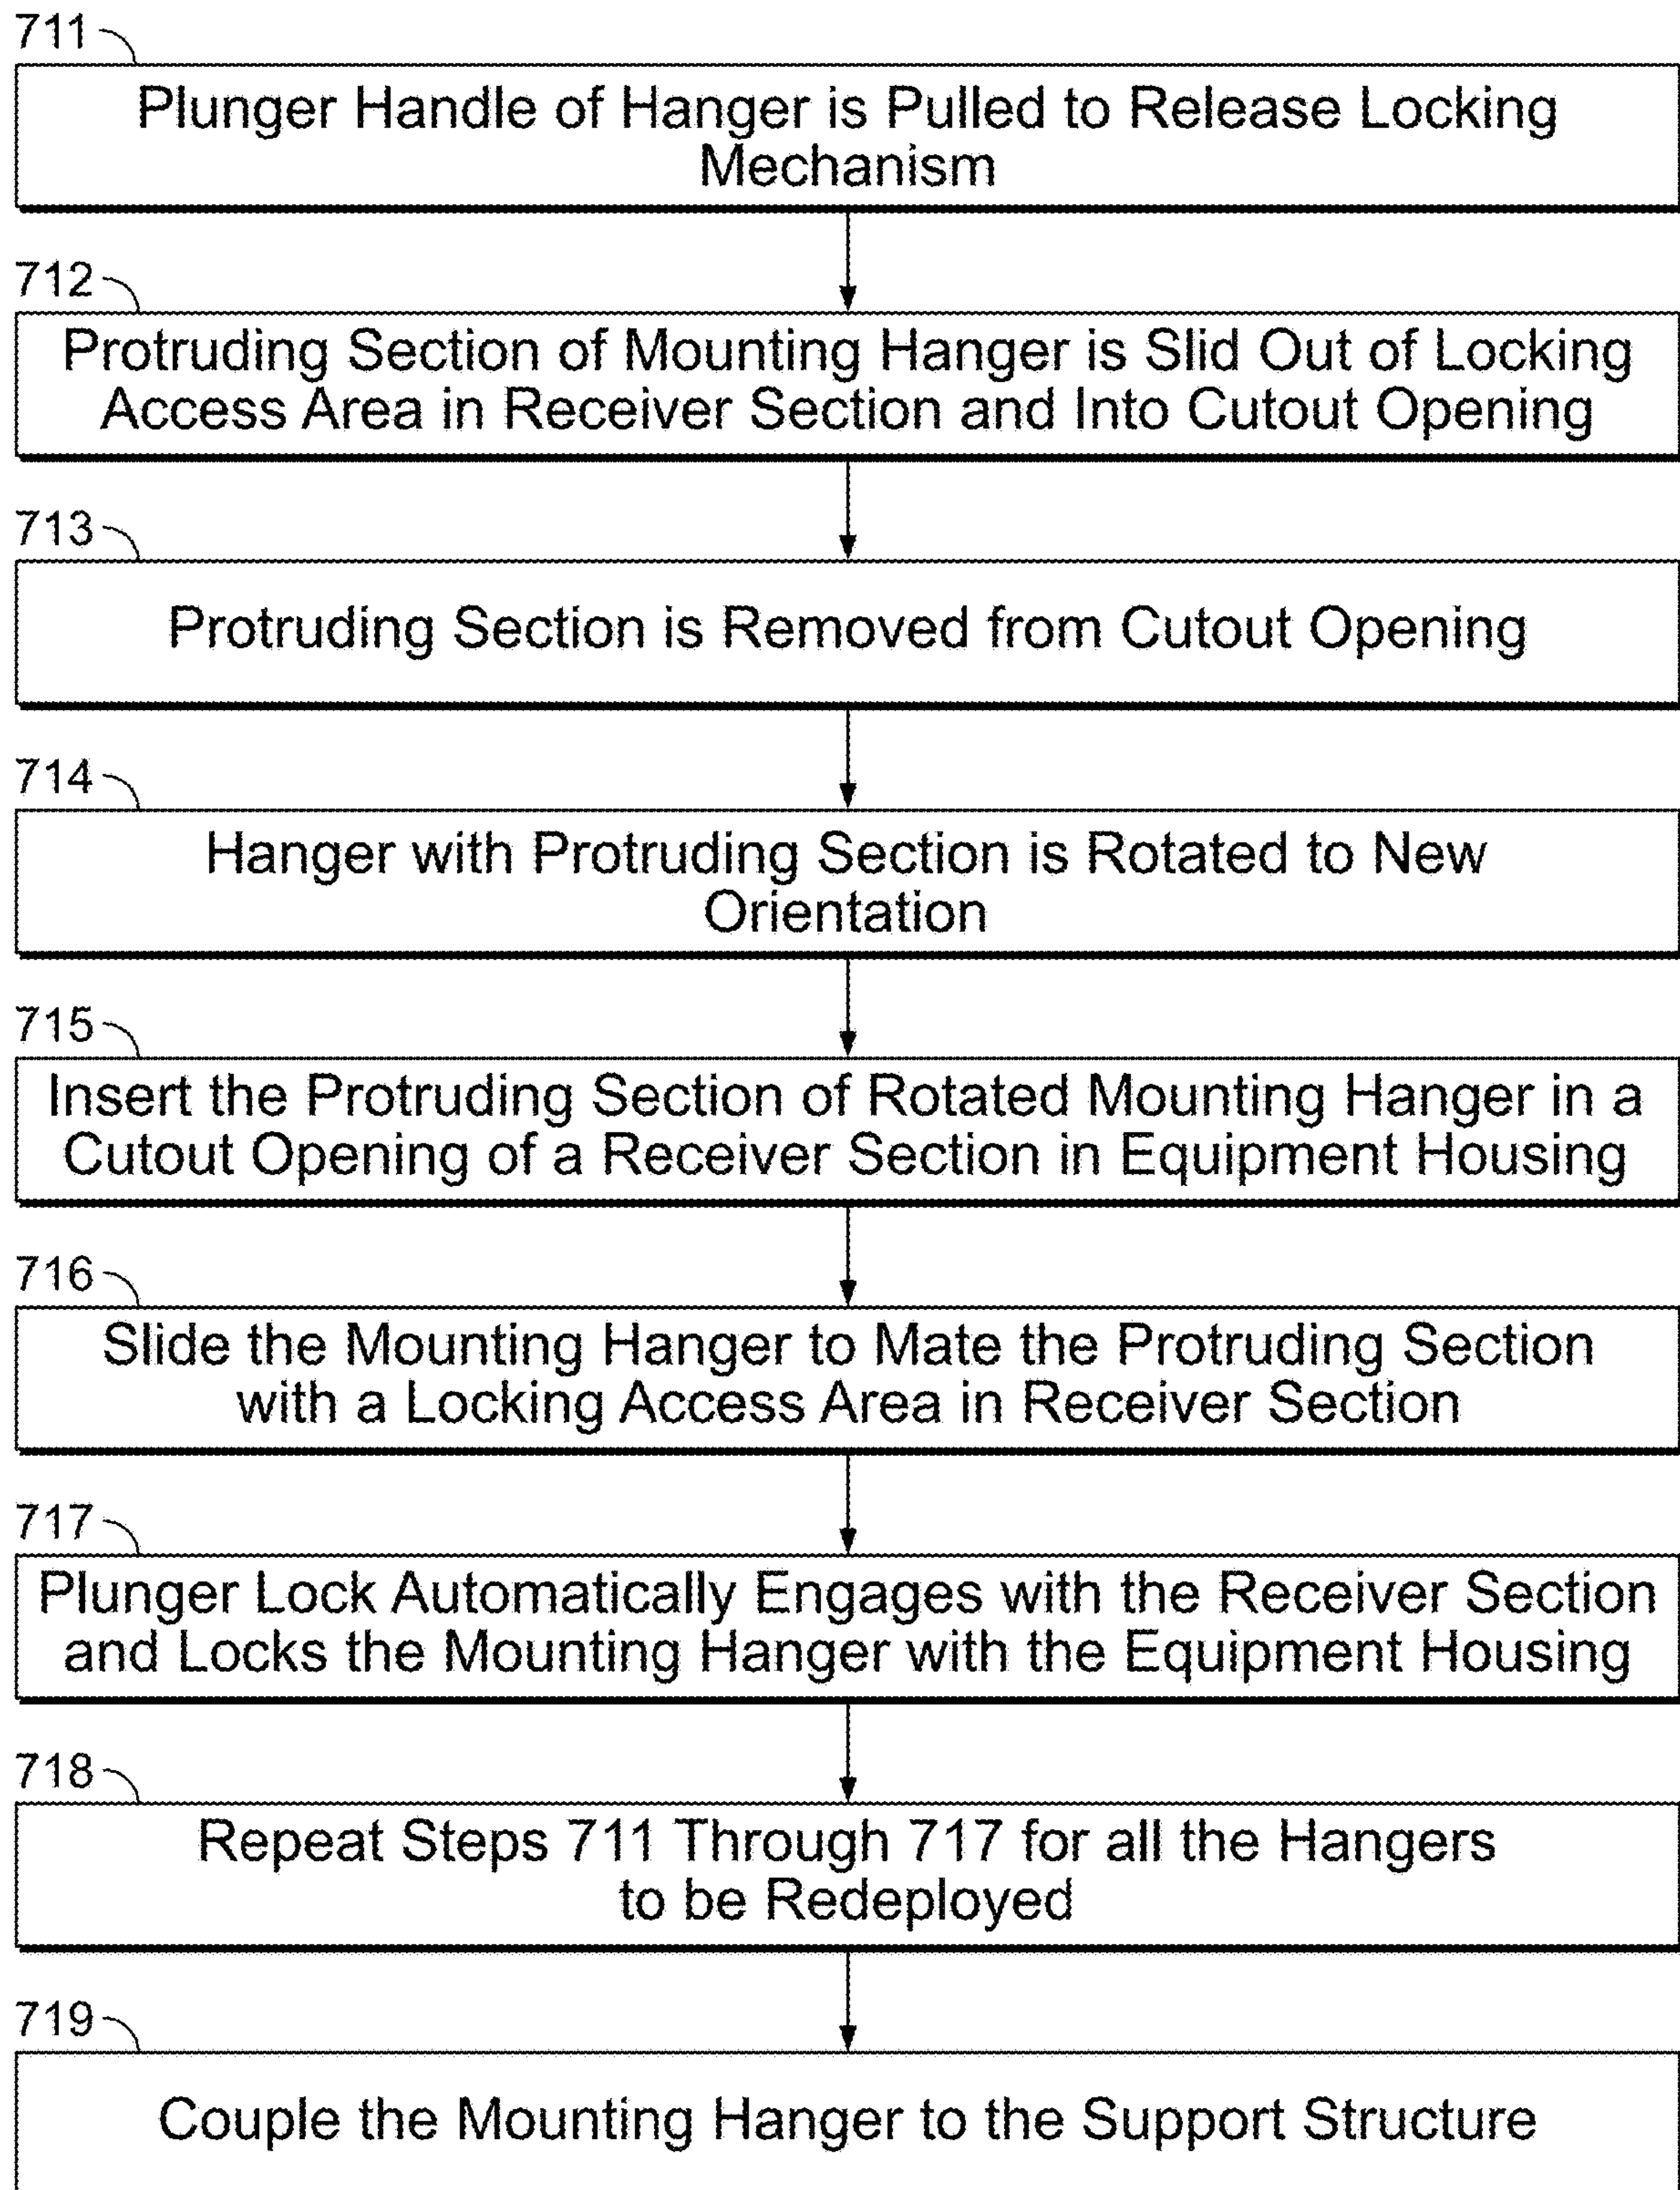 711
Plunger Handle of Hanger is Pulled to Release Locking
Mechanism
712
Protruding Section of Mounting Hanger is Slid Out of Locking
Access Area in Receiver Section and Into Cutout Opening
713
Protruding Section is Removed from Cutout Opening
714
Hanger with Protruding Section is Rotated to New
Orientation
715
Insert the Protruding Section of Rotated Mounting Hanger in a
Cutout Opening of a Receiver Section in Equipment Housing
716
Slide the Mounting Hanger to Mate the Protruding Section
with a Locking Access Area in Receiver Section
717
Plunger Lock Automatically Engages with the Receiver Section
and Locks the Mounting Hanger with the Equipment Housing
718
Repeat Steps 711 Through 717 for all the Hangers
to be Redeployed
719
Couple the Mounting Hanger to the Support Structure